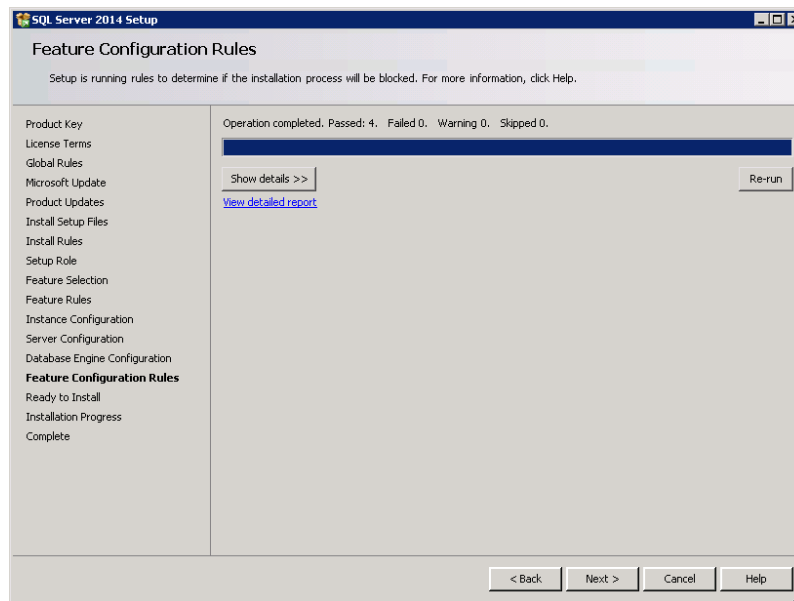 SQL Server 2014 Setup
Feature Configuration Rules
Setup is running rules to determine if the installation process will be blocked. For more information, click Help.
Product Key
License Terms
Global Rules
Microsoft Update
Product Updates
Install Setup Files
Install Rules
Setup Role
Feature Selection
Feature Rules
Instance Configuration
Server Configuration
Database Engine Configuration
Feature Configuration Rules
Ready to Install
Installation Progress
Complete
Operation completed. Passed: 4.   Failed 0.   Warning 0.   Skipped 0.
Show details >>
Re-run
View detailed report
< Back
Next >
Cancel
Help